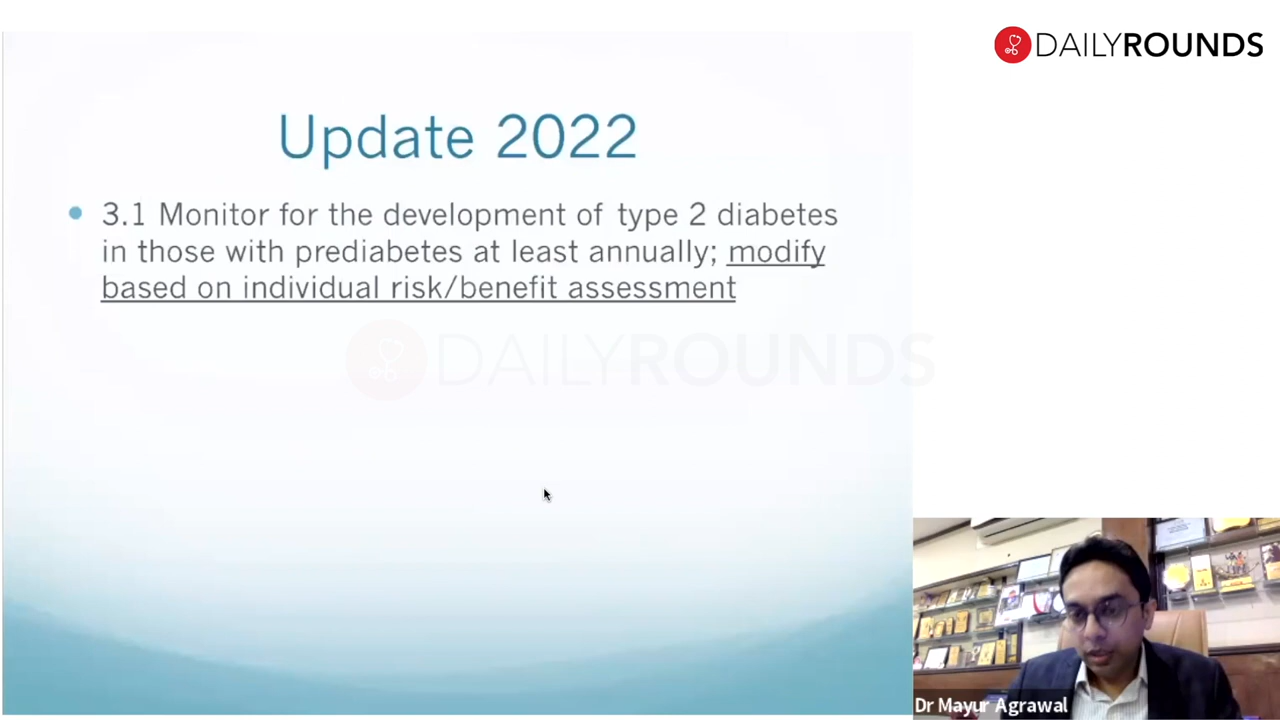 DAILYROUNDS
Update 2022
3.1 Monitor for the development of type 2 diabetes
in those with prediabetes at least annually; modify
based on individual risk/benefit assessment
DAILYROUNDS
Dr Mayur Agrawal